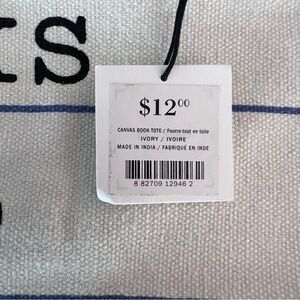 IS
$12.00
CANVAS BOOK TOTE / Fourre-tout en toile
IVORY / IVOIRE
MADE IN INDIA / FABRIQUÉ EN INDE
8 82709 12946 2